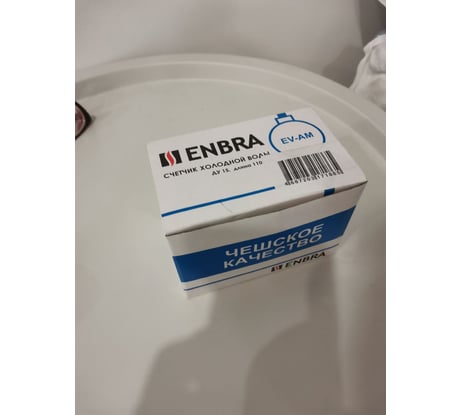 ENBRA
EV-AM
СЧЕТЧИК ХОЛОДНОЙ ВОДЫ
ДУ 15, длина 110
ЧЕШСКОЕ
КАЧЕСТВО
ENBRA